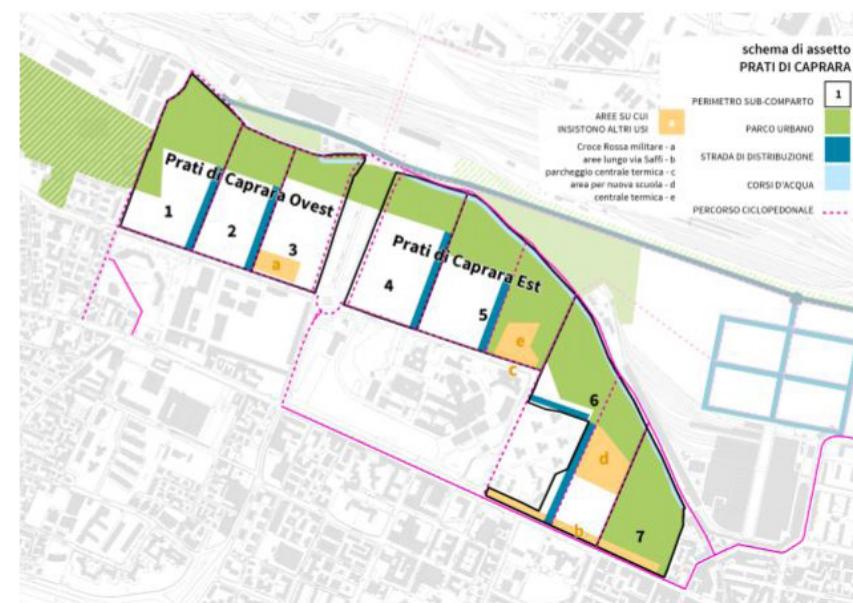 schema di assetto
PRATI DI CAPRARA
PERIMETRO SUB-COMPARTO
1
AREE SU CUI
INSISTONO ALTRI USI
a
PARCO URBANO
Croce Rossa militare - a
aree lungo via Saffi - b
parcheggio centrale termica - c
area per nuova scuola - d
centrale termica - e
STRADA DI DISTRIBUZIONE
CORSI D'ACQUA
PERCORSO CICLOPEDONALE
Prati di Caprara Ovest
1
2
3
a
Prati di Caprara Est
4
5
e
c
6
d
b
7